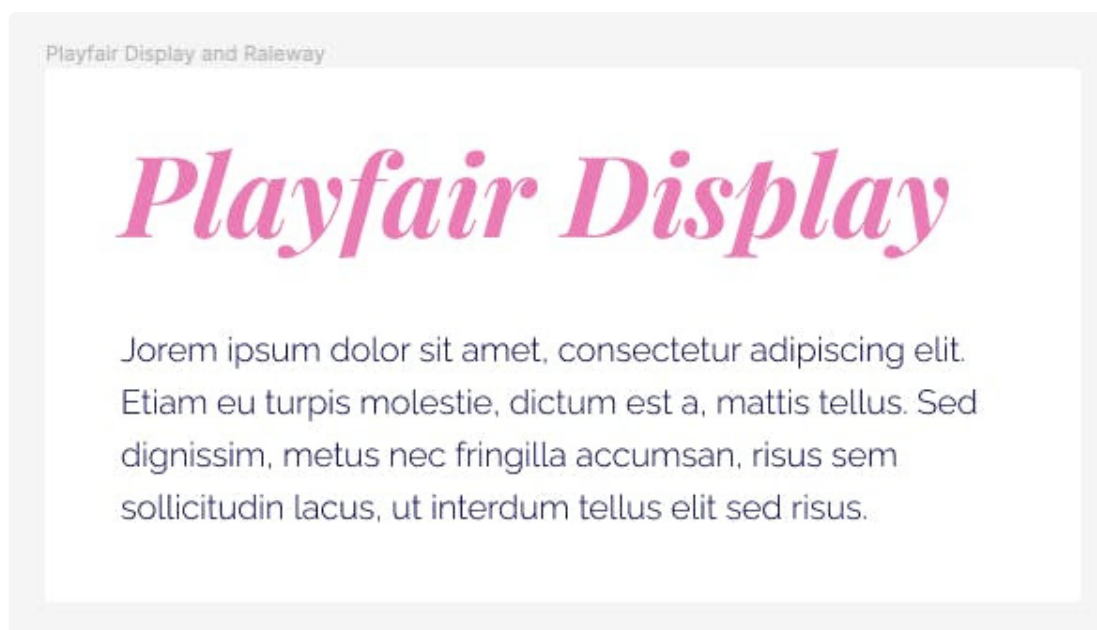 Playfair Display and Raleway
Playfair Display
Jorem ipsum dolor sit amet, consectetur adipiscing elit.
Etiam eu turpis molestie, dictum est a, mattis tellus. Sed
dignissim, metus nec fringilla accumsan, risus sem
sollicitudin lacus, ut interdum tellus elit sed risus.